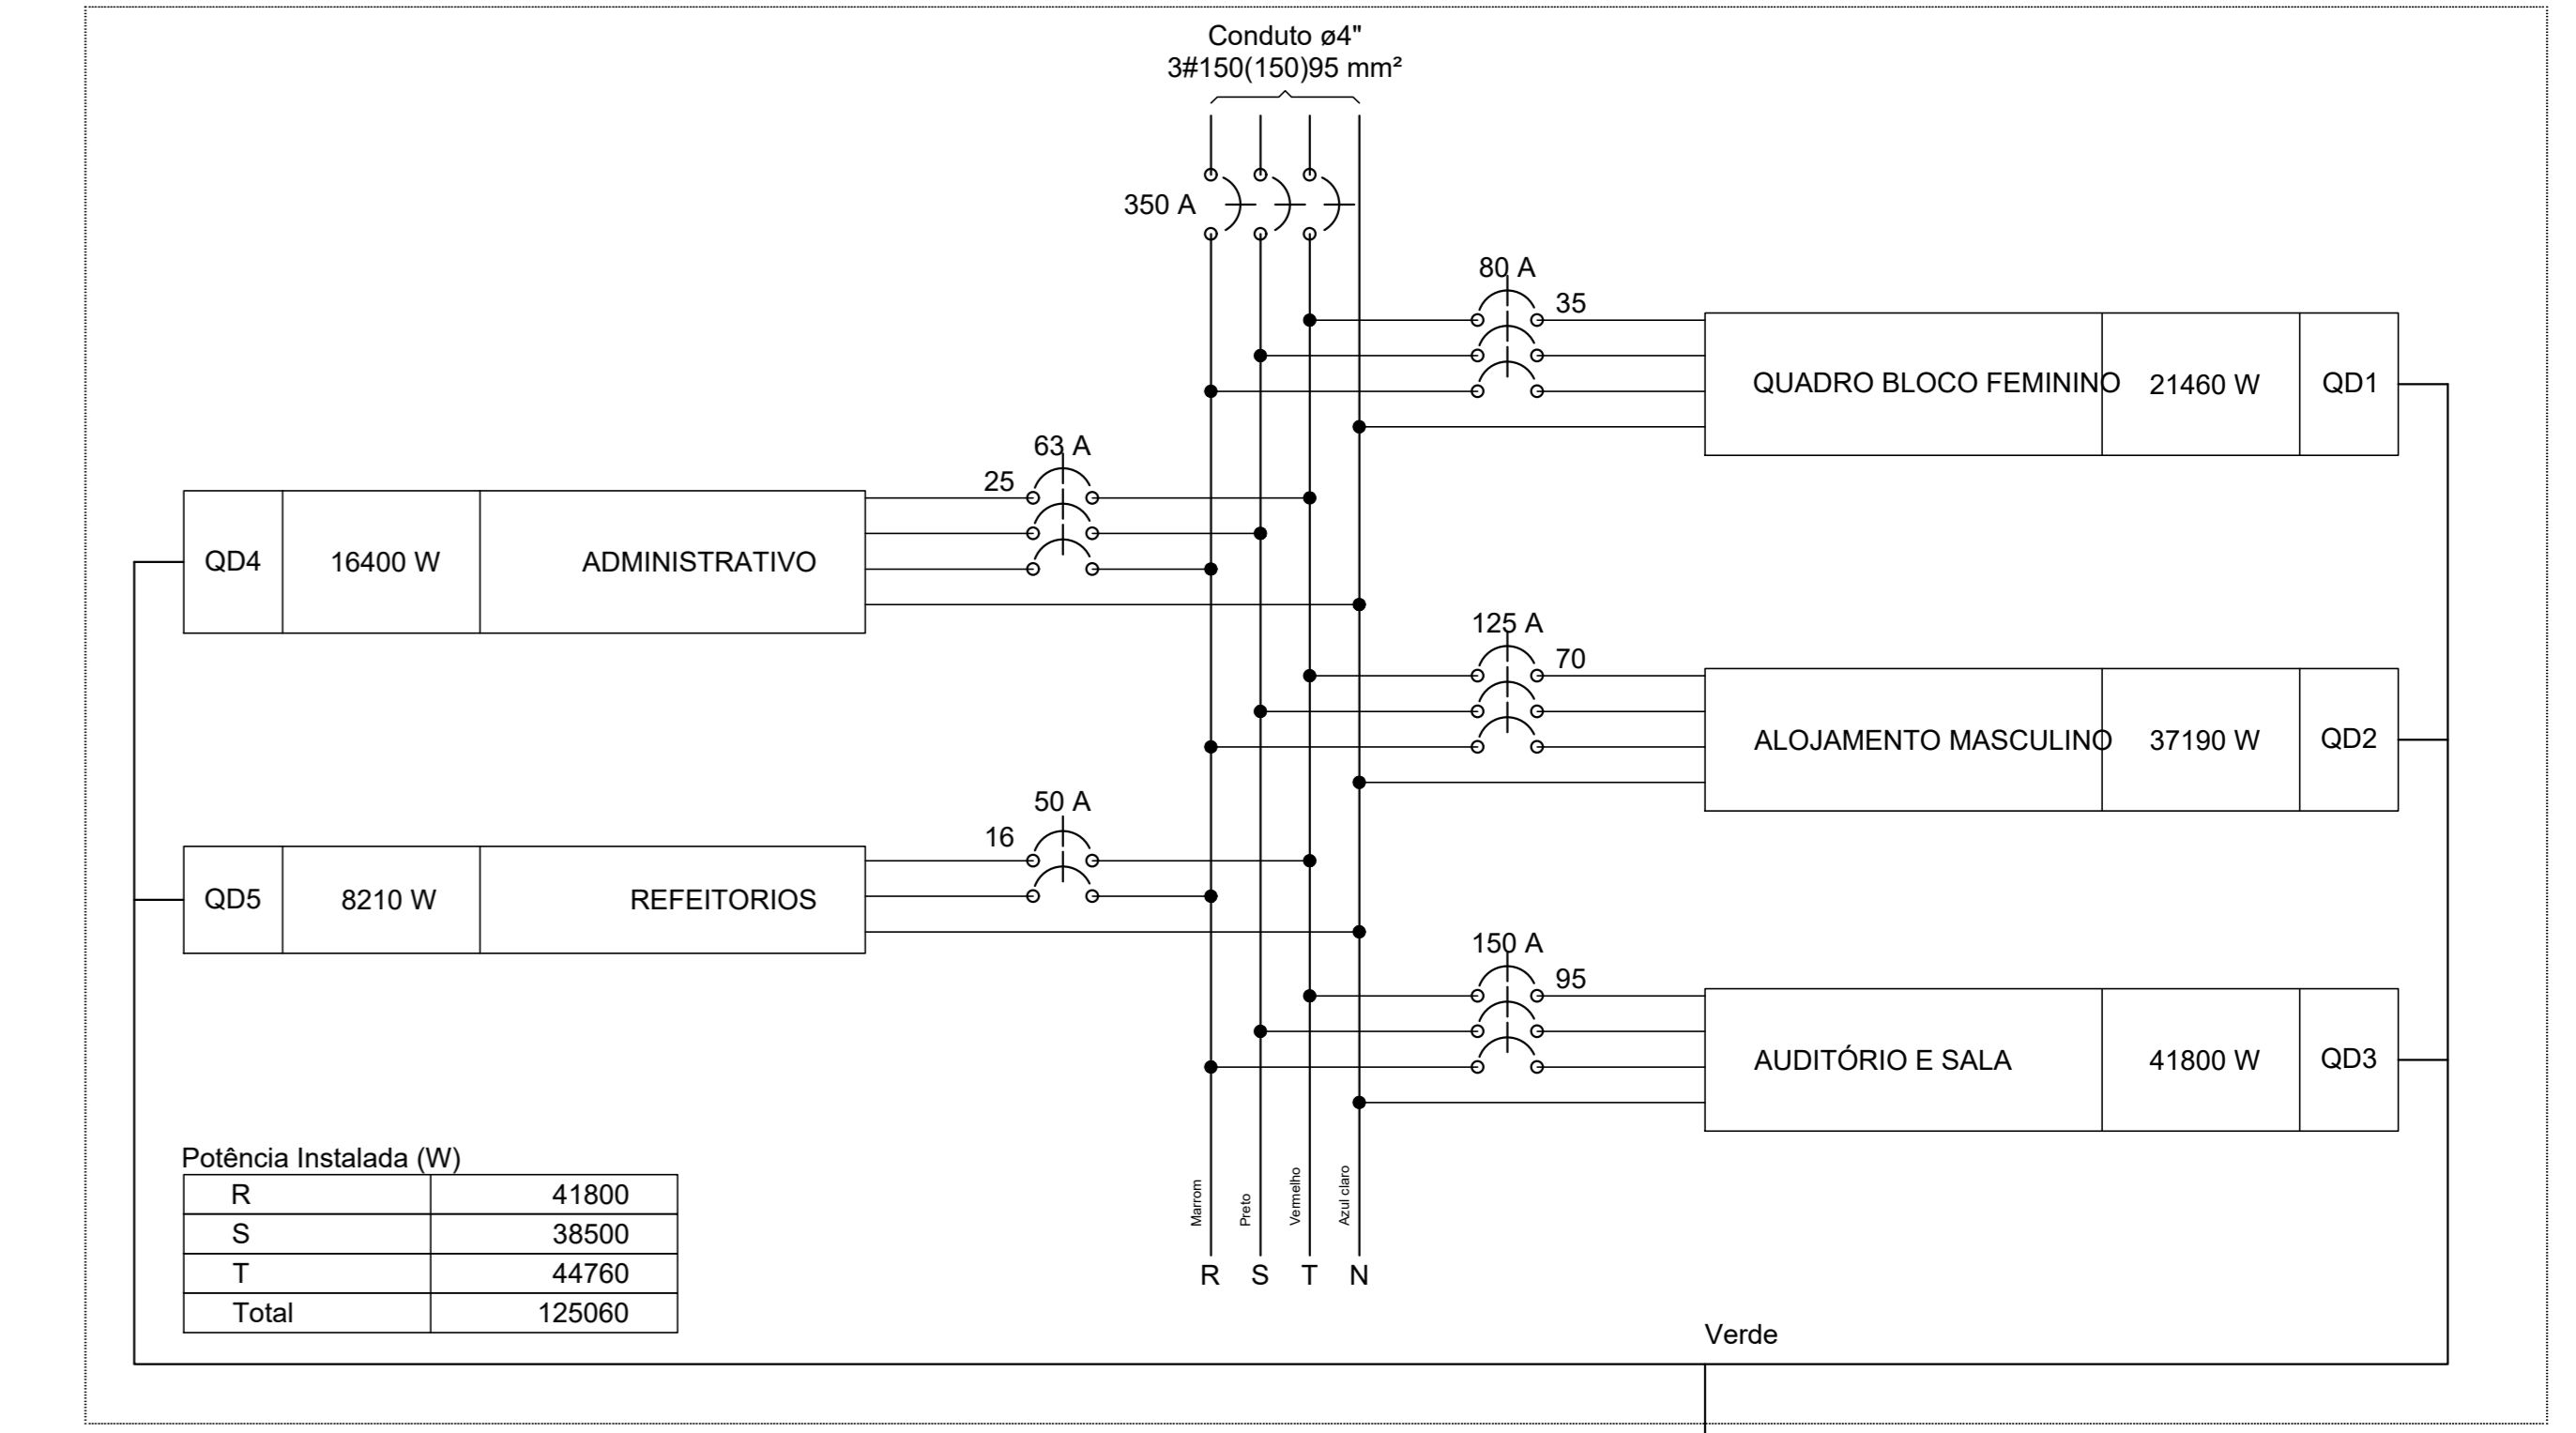 Conduto ø4"
3#150(150)95 mm²
350 A
80 A
35
QUADRO BLOCO FEMININO 21460 W QD1
63 A
25
QD4 16400 W ADMINISTRATIVO
125 A
70
ALOJAMENTO MASCULINO 37190 W QD2
50 A
16
QD5 8210 W REFEITORIOS
150 A
95
AUDITÓRIO E SALA 41800 W QD3
Potência Instalada (W)
R 41800
S 38500
T 44760
Total 125060
Marrom
Preto
Vermelho
Azul claro
R S T N
Verde